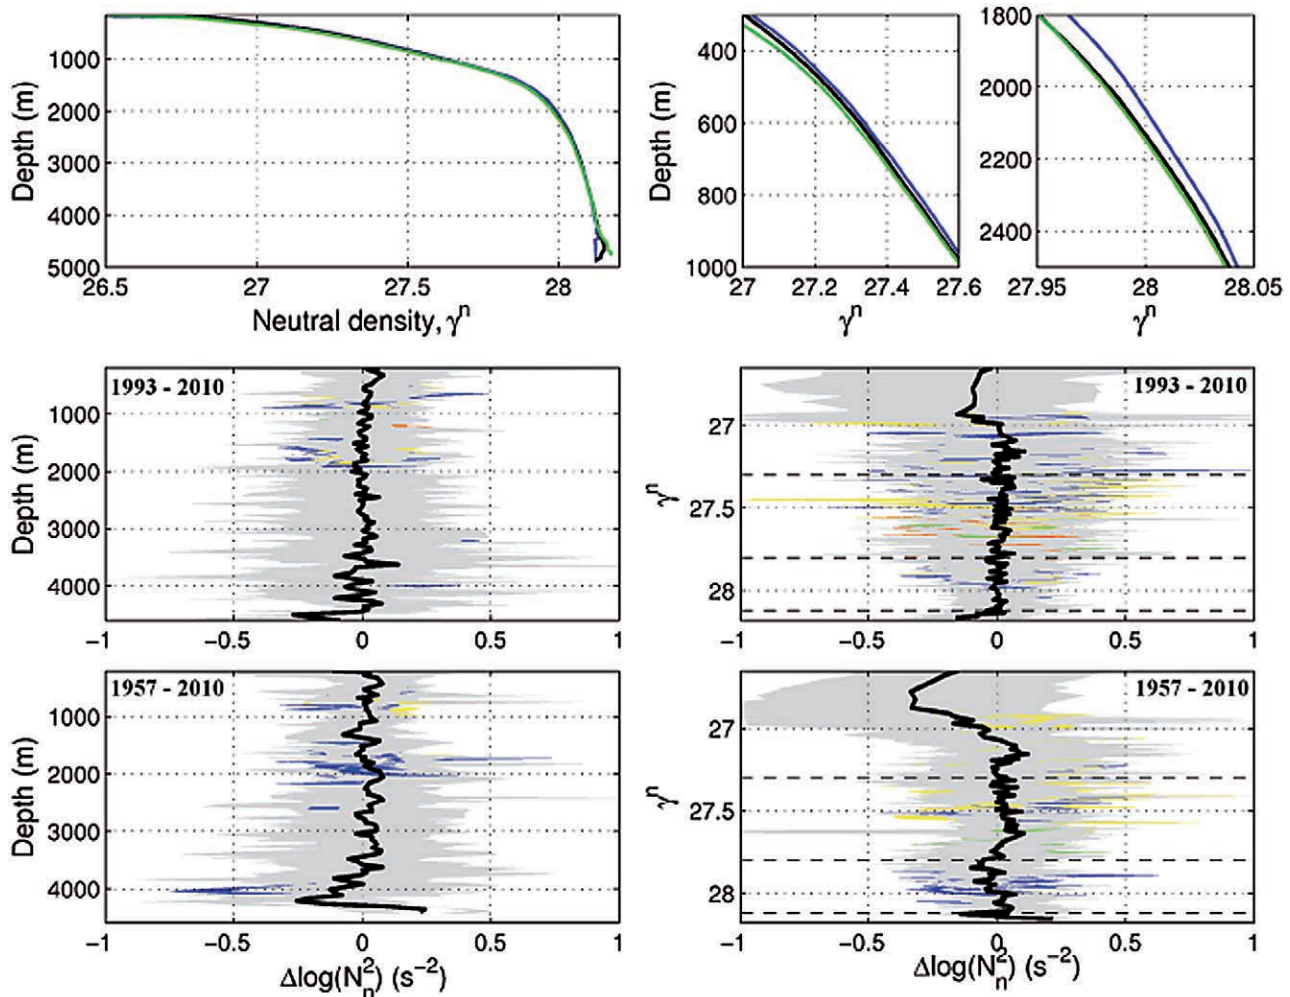 1000
2000
3000
4000
5000
Depth (m)
26.5 27 27.5 28
Neutral density, γⁿ
400
600
800
1000
Depth (m)
27 27.2 27.4 27.6
γⁿ
1800
2000
2200
2400
27.95 28 28.05
γⁿ
1993 - 2010
1000
2000
3000
4000
Depth (m)
−1 −0.5 0 0.5 1
1993 - 2010
27
27.5
28
γⁿ
−1 −0.5 0 0.5 1
1957 - 2010
1000
2000
3000
4000
Depth (m)
−1 −0.5 0 0.5 1
Δlog(N²ₙ) (s⁻²)
1957 - 2010
27
27.5
28
γⁿ
−1 −0.5 0 0.5 1
Δlog(N²ₙ) (s⁻²)